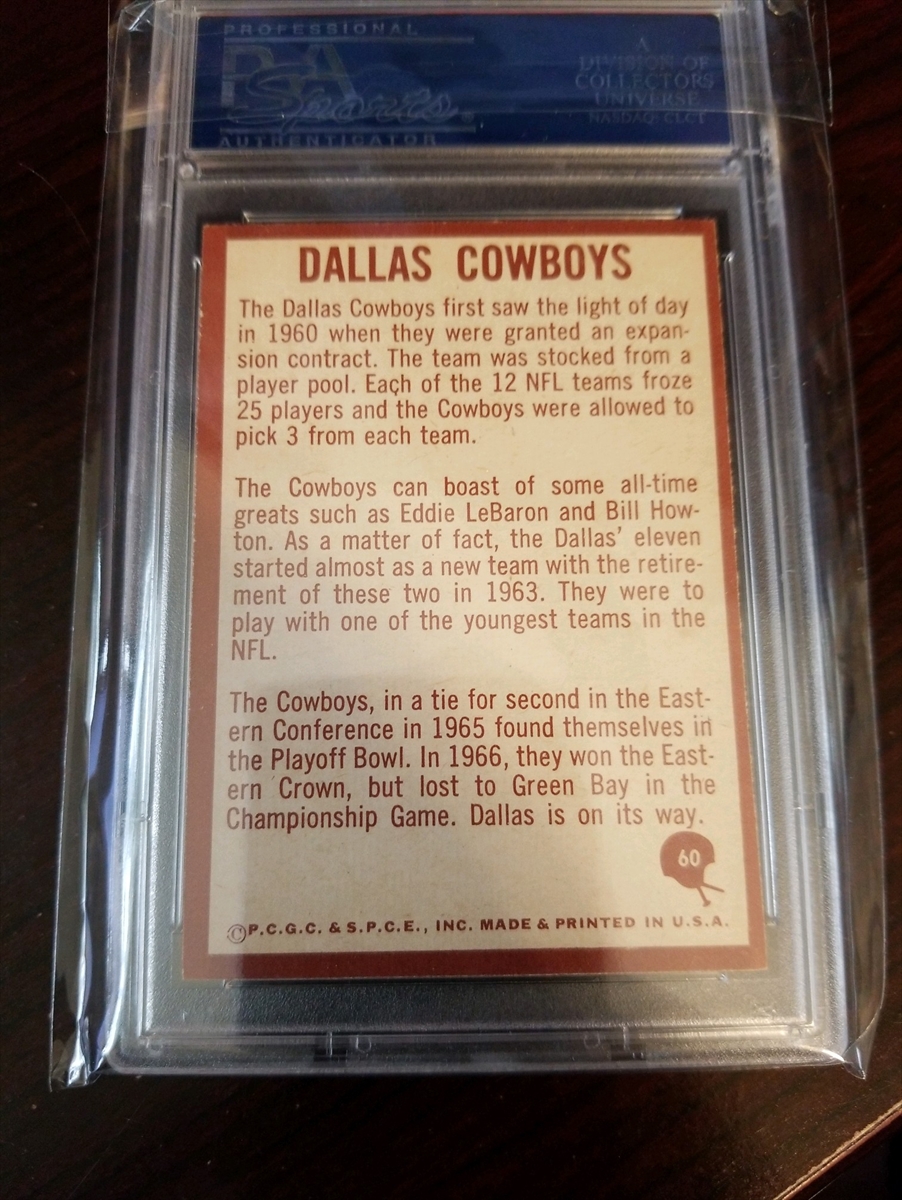 PROFESSIONAL
PSA
Sports®
AUTHENTICATOR
A
DIVISION OF
COLLECTORS
UNIVERSE
NASDAQ: CLCT
DALLAS COWBOYS
The Dallas Cowboys first saw the light of day
in 1960 when they were granted an expan-
sion contract. The team was stocked from a
player pool. Each of the 12 NFL teams froze
25 players and the Cowboys were allowed to
pick 3 from each team.
The Cowboys can boast of some all-time
greats such as Eddie LeBaron and Bill How-
ton. As a matter of fact, the Dallas' eleven
started almost as a new team with the retire-
ment of these two in 1963. They were to
play with one of the youngest teams in the
NFL.
The Cowboys, in a tie for second in the East-
ern Conference in 1965 found themselves in
the Playoff Bowl. In 1966, they won the East-
ern Crown, but lost to Green Bay in the
Championship Game. Dallas is on its way.
60
©P.C.G.C. & S.P.C.E., INC. MADE & PRINTED IN U.S.A.